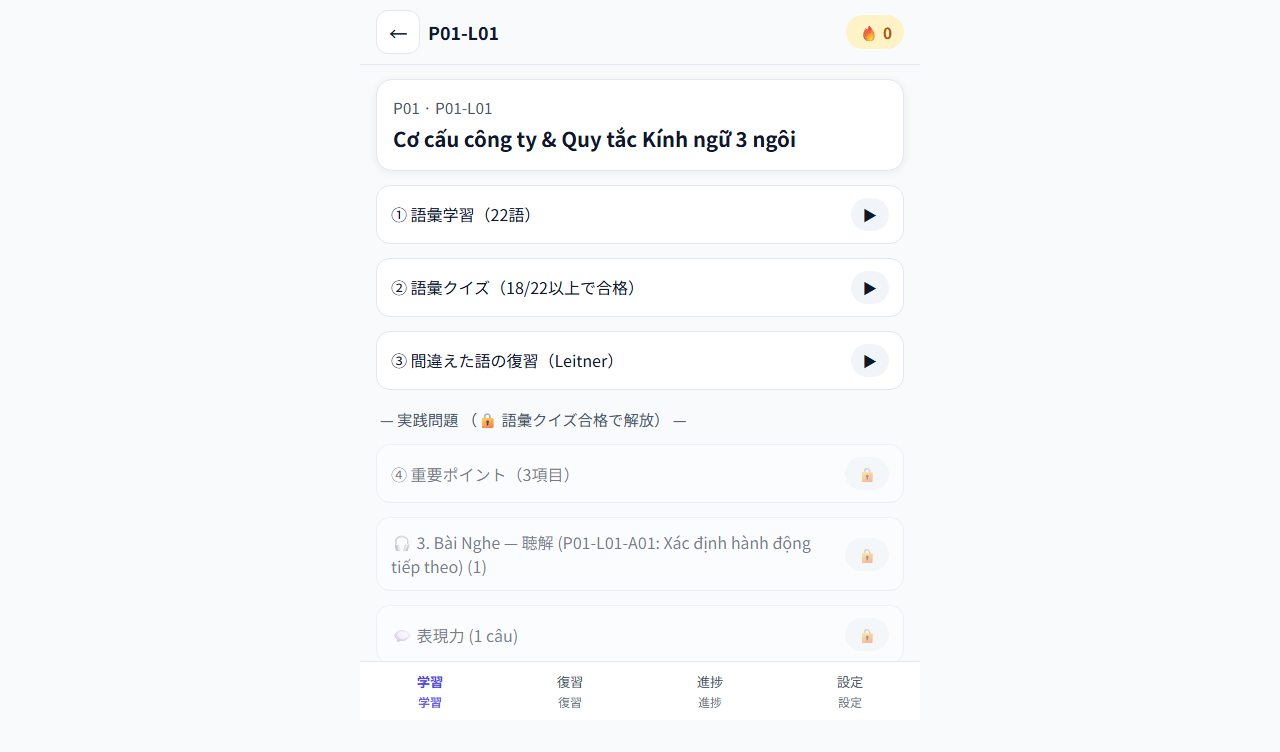 ← P01-L01 🔥 0
P01 · P01-L01
Cơ cấu công ty & Quy tắc Kính ngữ 3 ngôi
① 語彙学習（22語） ▶
② 語彙クイズ（18/22以上で合格） ▶
③ 間違えた語の復習（Leitner） ▶
— 実践問題 （🔒 語彙クイズ合格で解放） —
④ 重要ポイント（3項目） 🔒
🎧 3. Bài Nghe — 聴解 (P01-L01-A01: Xác định hành động
tiếp theo) (1) 🔒
💬 表現力 (1 câu) 🔒
学習 復習 進捗 設定
学習 復習 進捗 設定